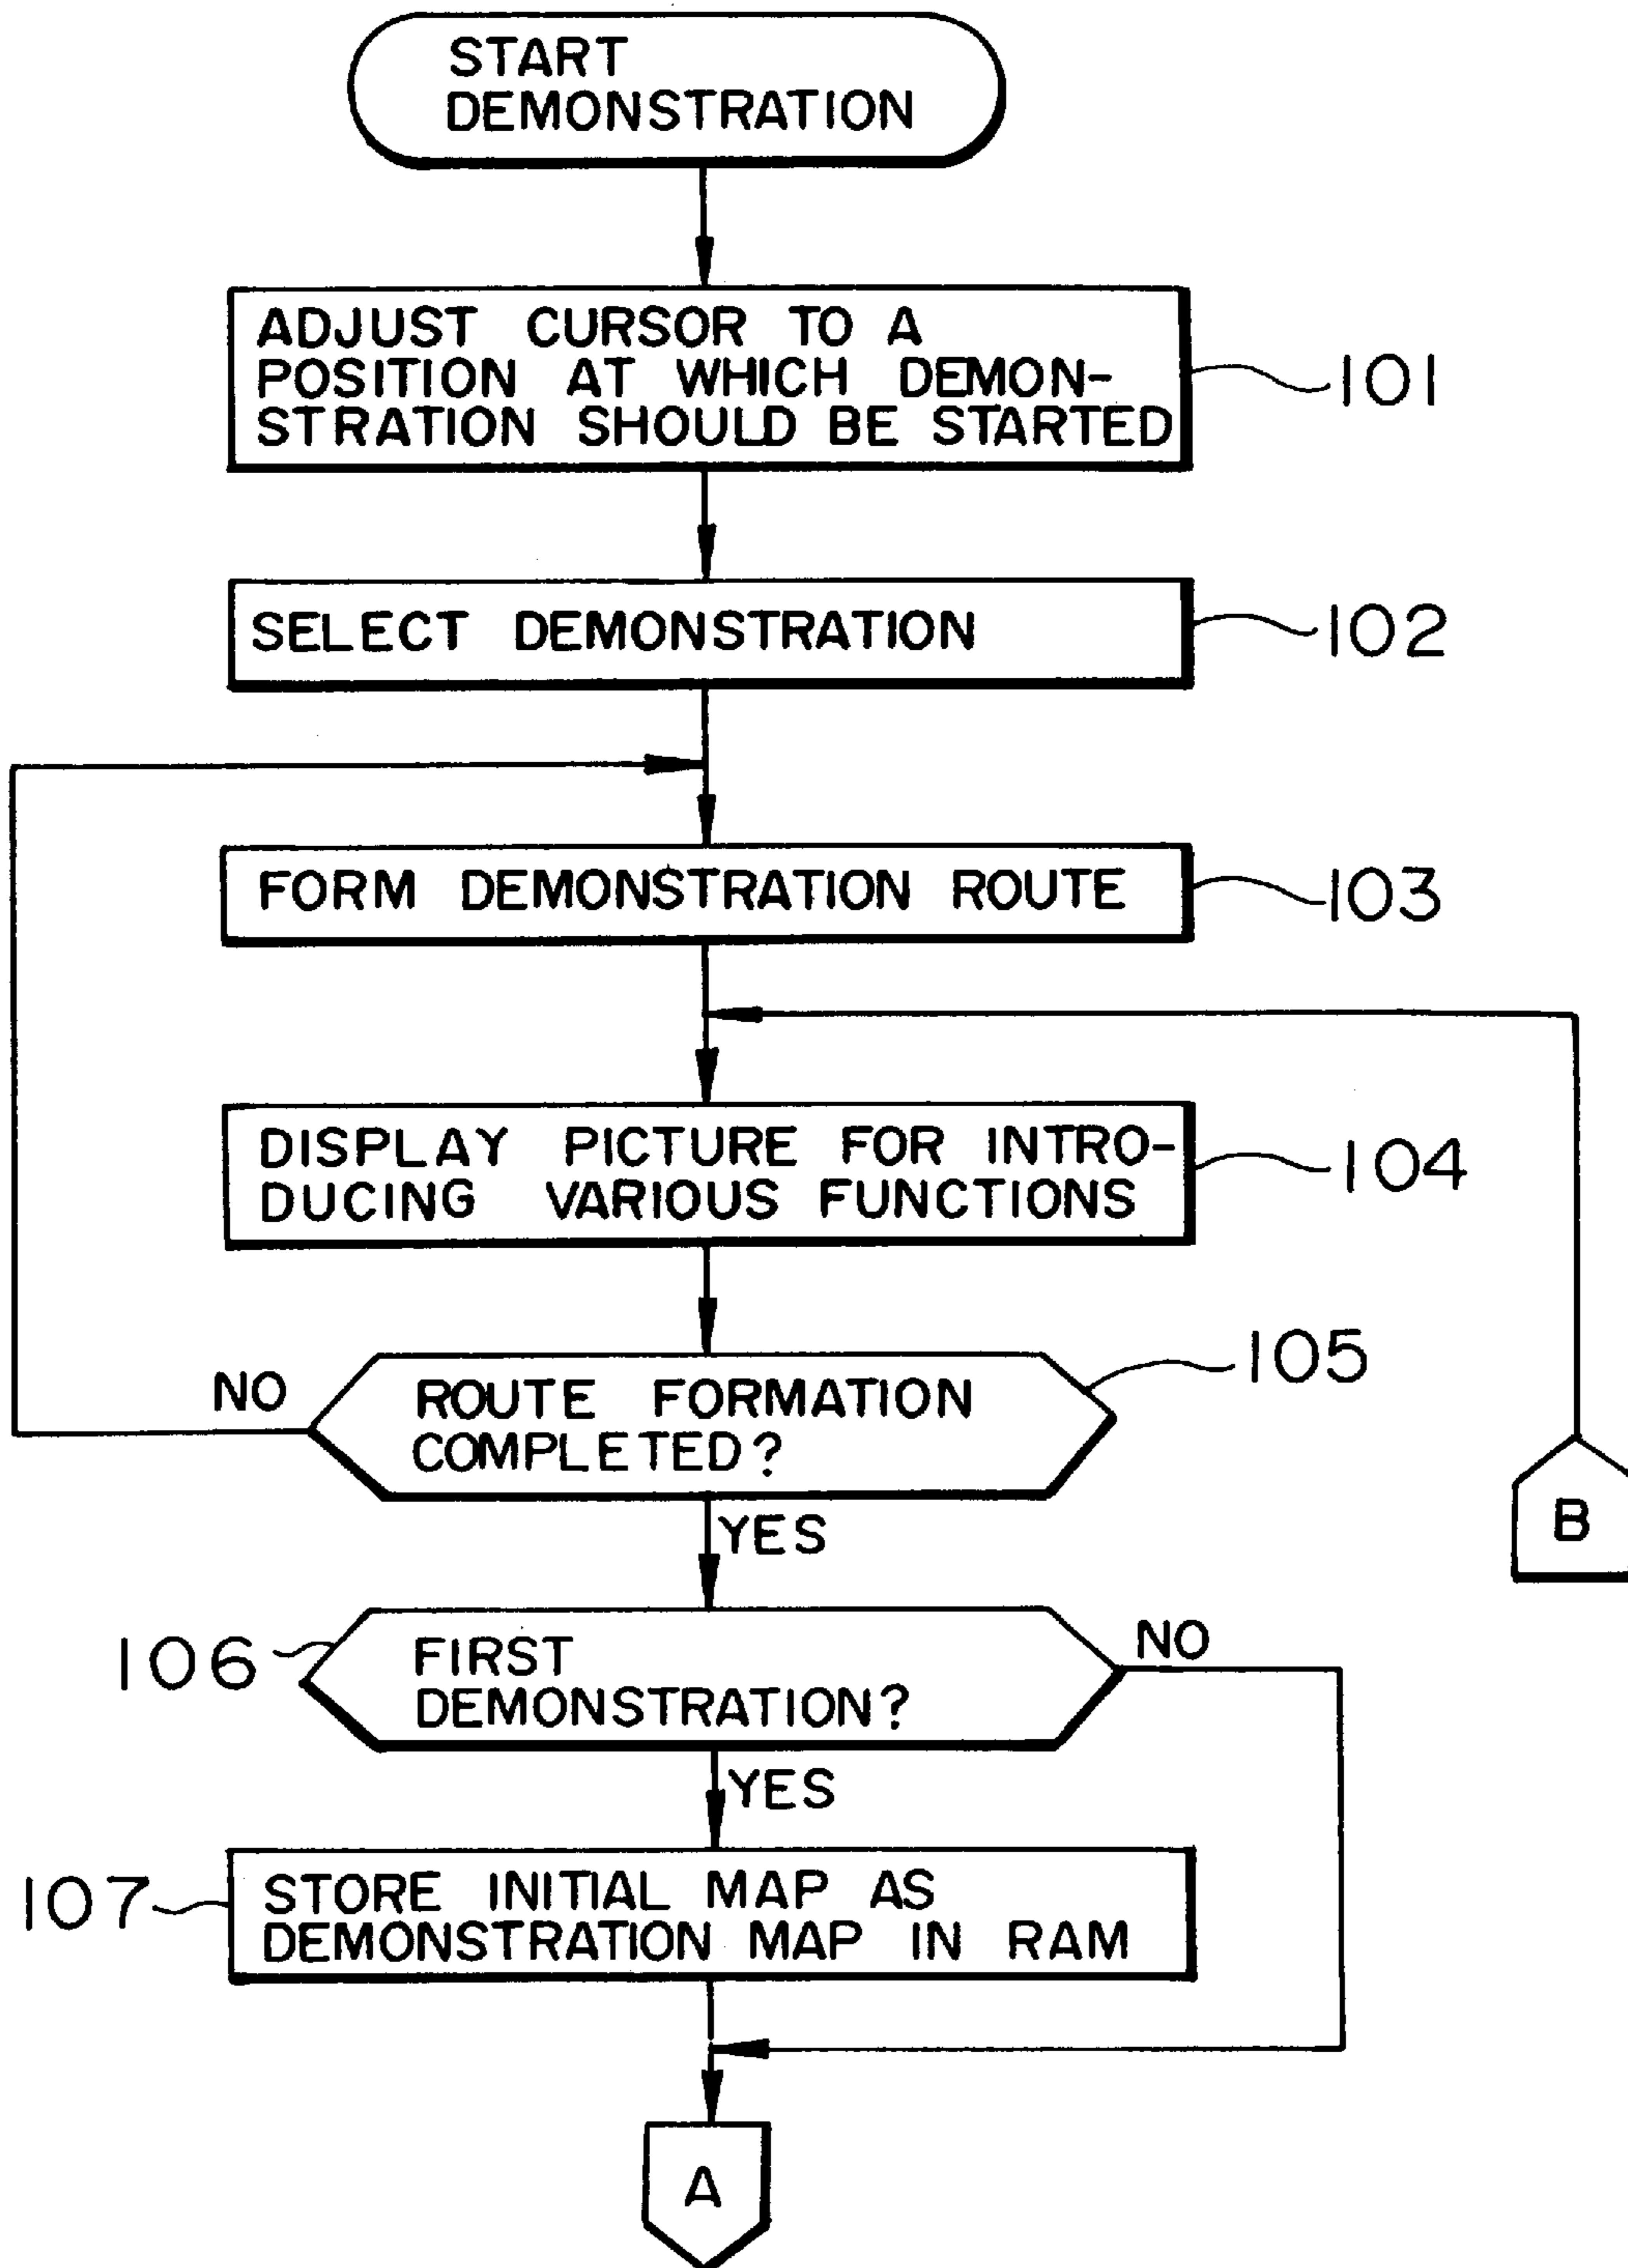 START
DEMONSTRATION
ADJUST CURSOR TO A
POSITION AT WHICH DEMON-
STRATION SHOULD BE STARTED
101
SELECT DEMONSTRATION
102
FORM DEMONSTRATION ROUTE
103
DISPLAY PICTURE FOR INTRO-
DUCING VARIOUS FUNCTIONS
104
105
NO
ROUTE FORMATION
COMPLETED?
B
YES
106
FIRST
DEMONSTRATION?
NO
YES
107
STORE INITIAL MAP AS
DEMONSTRATION MAP IN RAM
A